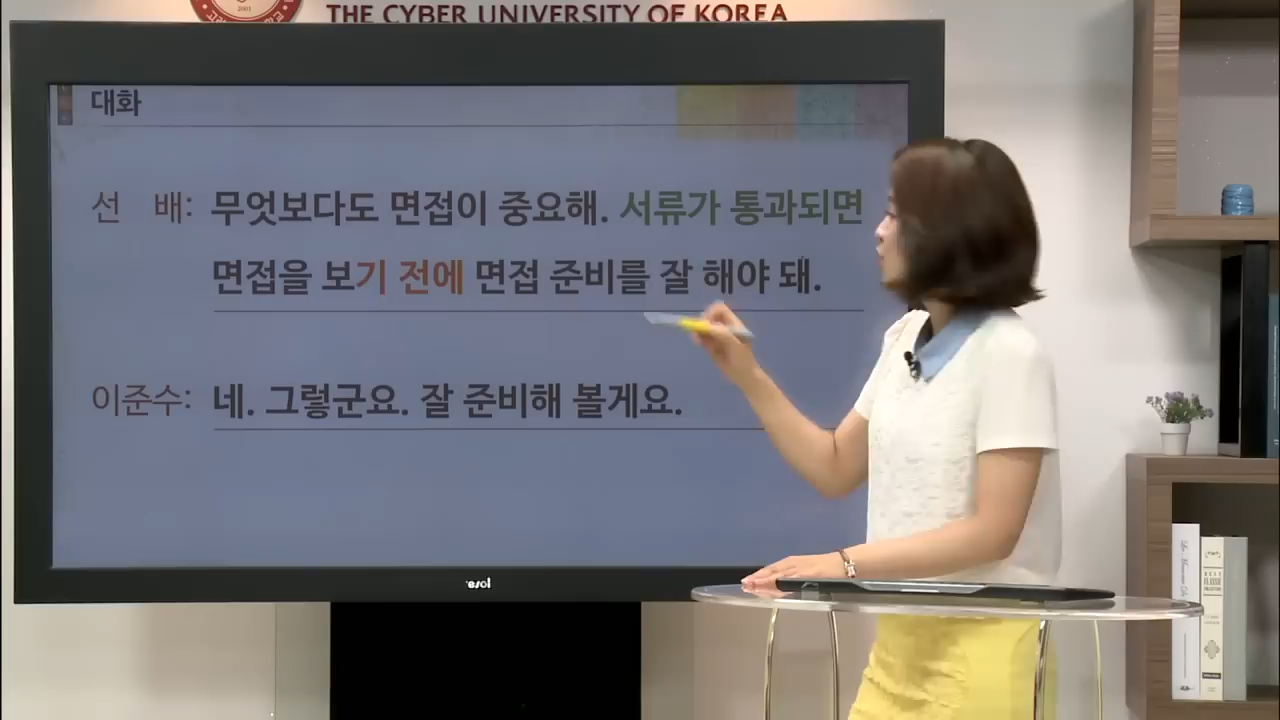 THE CYBER UNIVERSITY OF KOREA
2001
대화
선 배: 무엇보다도 면접이 중요해. 서류가 통과되면
면접을 보기 전에 면접 준비를 잘 해야 돼.
이준수: 네. 그렇군요. 잘 준비해 볼게요.